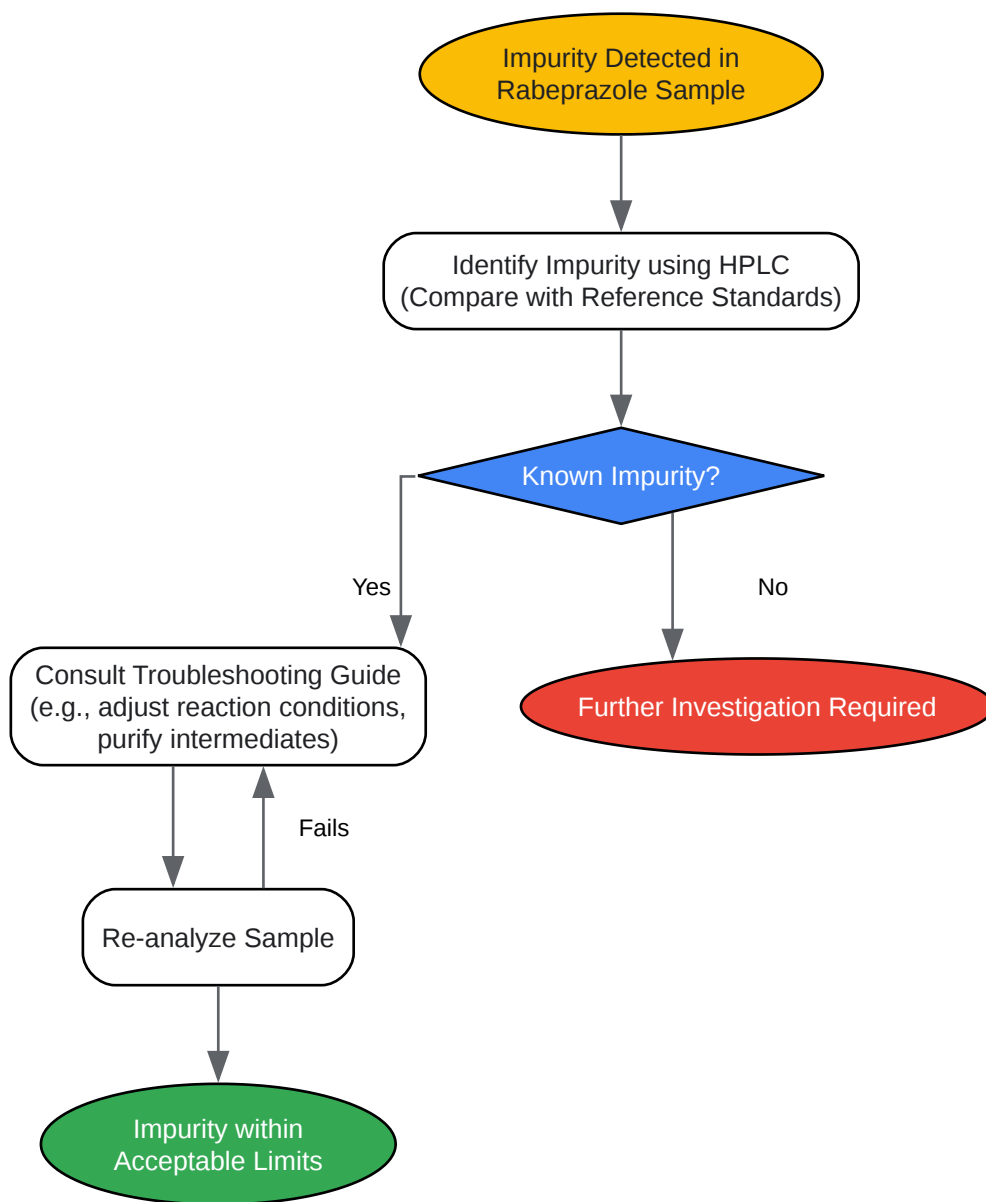 Impurity Detected in
Rabeprazole Sample
Identify Impurity using HPLC
(Compare with Reference Standards)
Known Impurity?
Yes
No
Consult Troubleshooting Guide
(e.g., adjust reaction conditions,
purify intermediates)
Further Investigation Required
Fails
Re-analyze Sample
Impurity within
Acceptable Limits